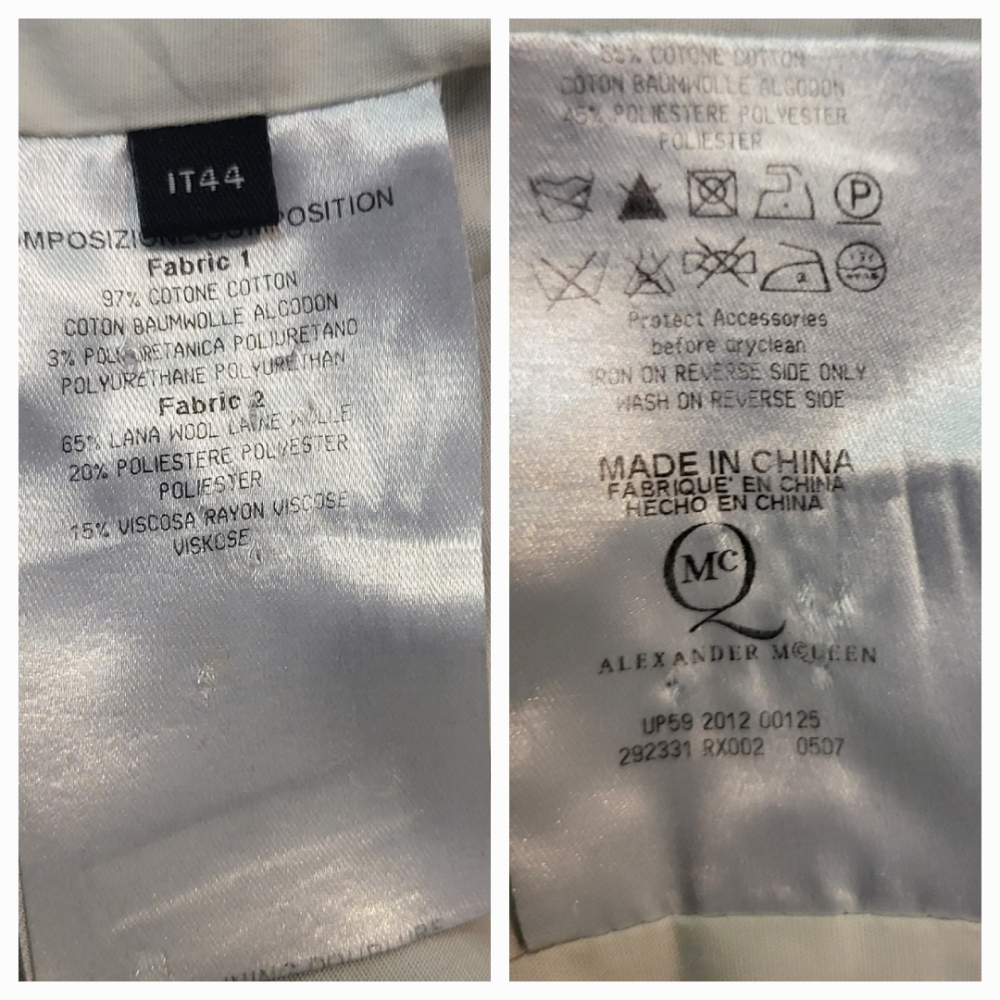 IT44
COMPOSITION
Fabric 1
97% COTONE COTTON
COTON BAUMWOLLE ALGODON
3% POLIURETANICA POLIURETANO
POLYURETHANE POLYURETHAN
Fabric 2
65% LANA WOOL LAINE WOLLE
20% POLIESTERE POLYESTER
POLIESTER
15% VISCOSA RAYON VISCOSE
VISKOSE
COTONE COTTON
COTON BAUMWOLLE ALGODON
45% POLIESTERE POLYESTER
POLIESTER
P
Protect Accessories
before dryclean
IRON ON REVERSE SIDE ONLY
WASH ON REVERSE SIDE
MADE IN CHINA
FABRIQUE' EN CHINA
HECHO EN CHINA
McQ
ALEXANDER MCQUEEN
UP59 2012 00125
292331 RX002 0507